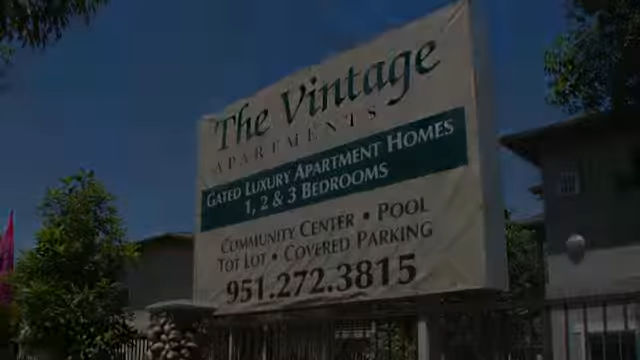 The Vintage
APARTMENTS
GATED LUXURY APARTMENT HOMES
1, 2 & 3 BEDROOMS
COMMUNITY CENTER • POOL
TOT LOT • COVERED PARKING
951.272.3815